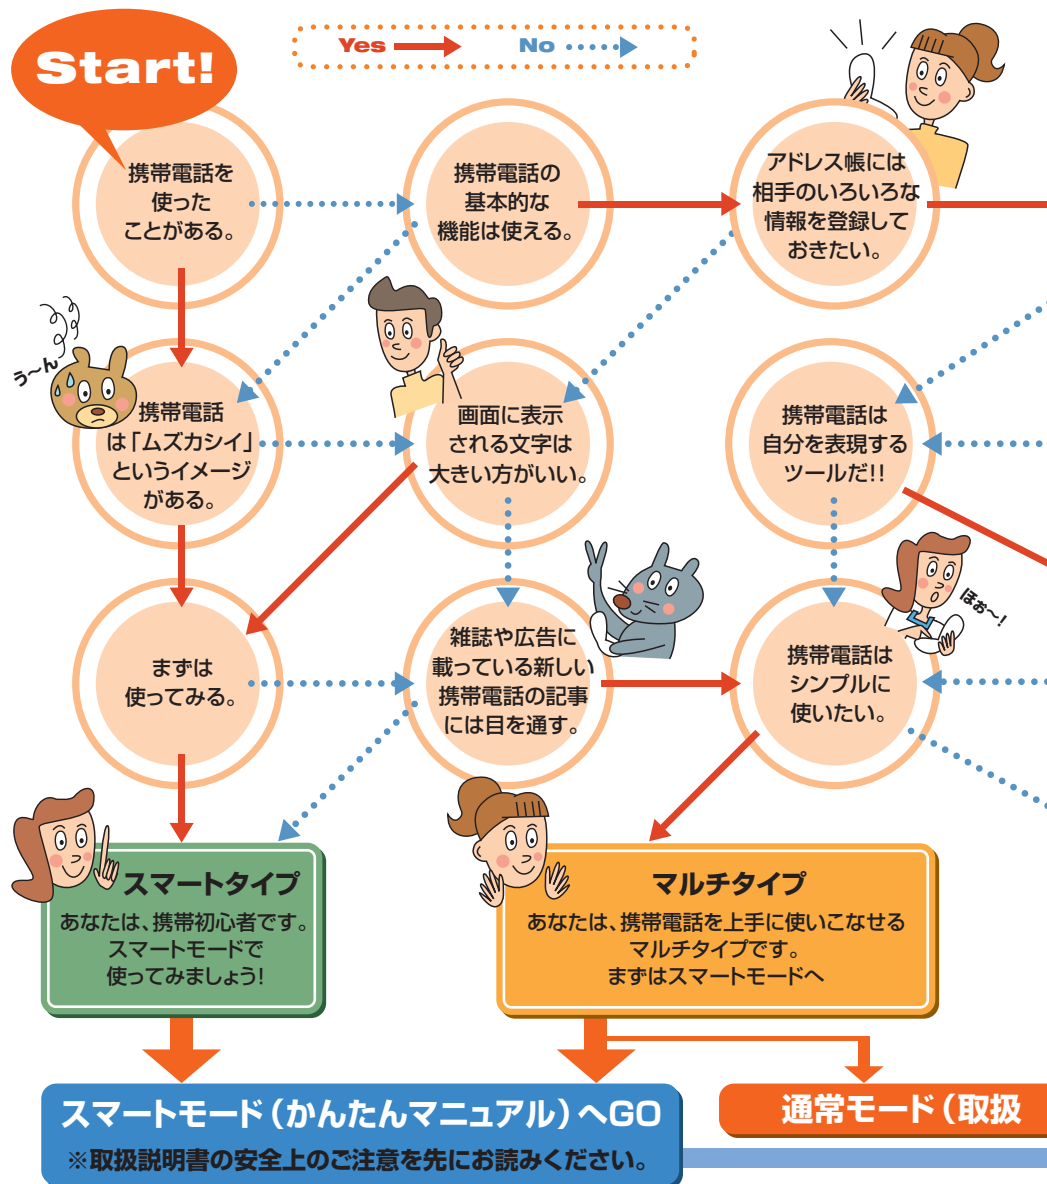 Start!
Yes
No
携帯電話を
使った
ことがある。
携帯電話の
基本的な
機能は使える。
アドレス帳には
相手のいろいろな
情報を登録して
おきたい。
う〜ん
携帯電話
は「ムズカシイ」
というイメージ
がある。
画面に表示
される文字は
大きい方がいい。
携帯電話は
自分を表現する
ツールだ!!
まずは
使ってみる。
雑誌や広告に
載っている新しい
携帯電話の記事
には目を通す。
ほぉ〜!
携帯電話は
シンプルに
使いたい。
スマートタイプ
あなたは、携帯初心者です。
スマートモードで
使ってみましょう!
マルチタイプ
あなたは、携帯電話を上手に使いこなせる
マルチタイプです。
まずはスマートモードへ
スマートモード(かんたんマニュアル)へGO
※取扱説明書の安全上のご注意を先にお読みください。
通常モード(取扱